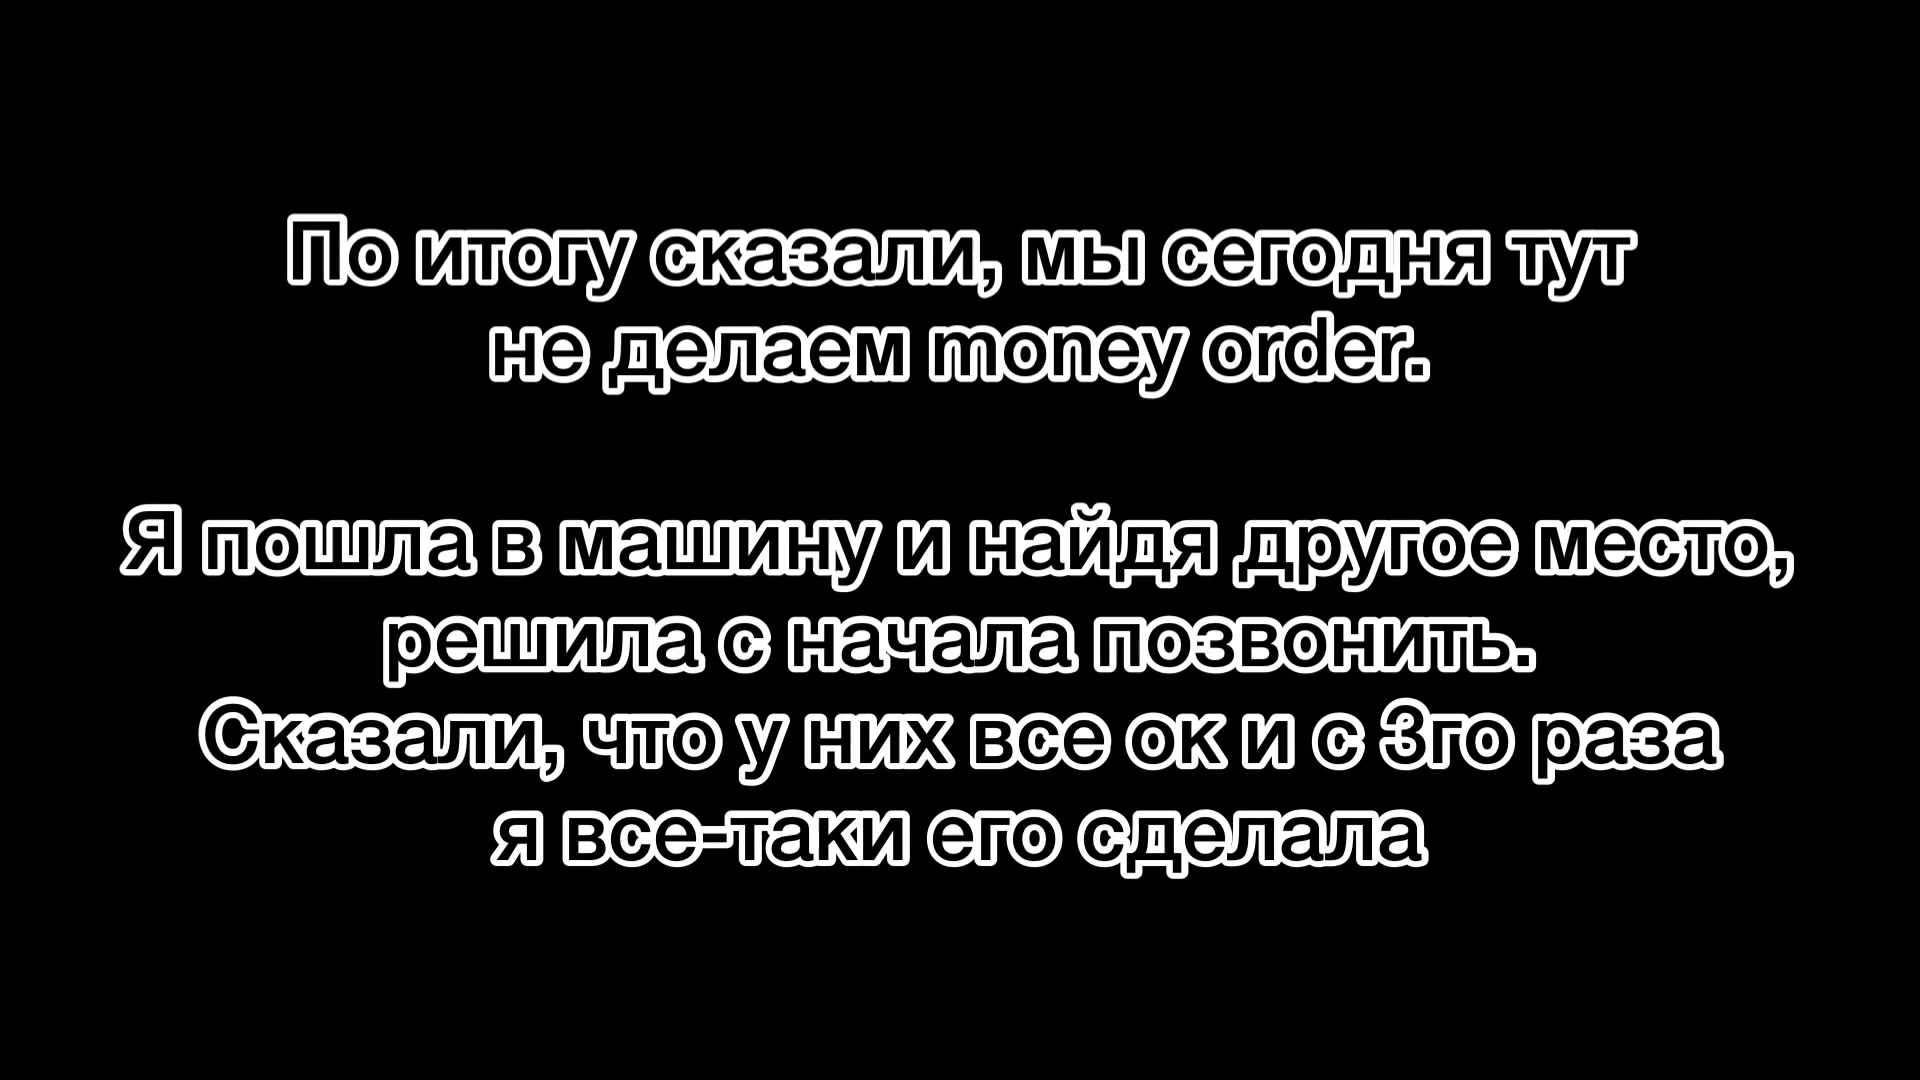 По итогу сказали, мы сегодня тут
не делаем money order.
Я пошла в машину и найдя другое место,
решила с начала позвонить.
Сказали, что у них все ок и с 3го раза
я все-таки его сделала